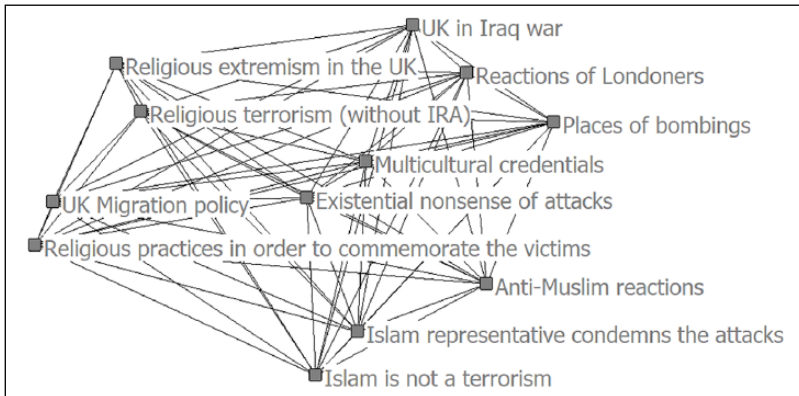 UK in Iraq war
Religious extremism in the UK
Reactions of Londoners
Religious terrorism (without IRA)
Places of bombings
Multicultural credentials
UK Migration policy
Existential nonsense of attacks
Religious practices in order to commemorate the victims
Anti-Muslim reactions
Islam representative condemns the attacks
Islam is not a terrorism